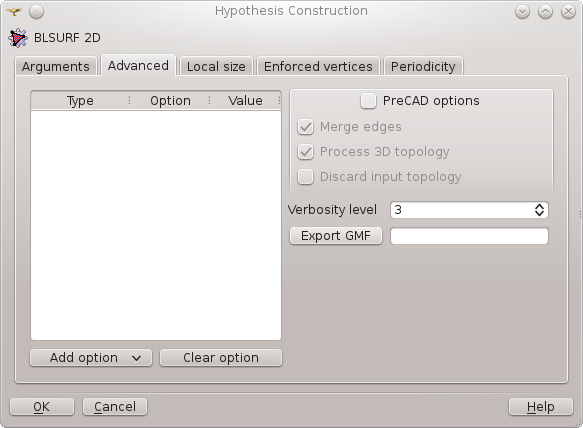 Hypothesis Construction
BLSURF 2D
Arguments
Advanced
Local size
Enforced vertices
Periodicity
Type
Option
Value
PreCAD options
Merge edges
Process 3D topology
Discard input topology
Verbosity level
3
Export GMF
Add option
Clear option
OK
Cancel
Help